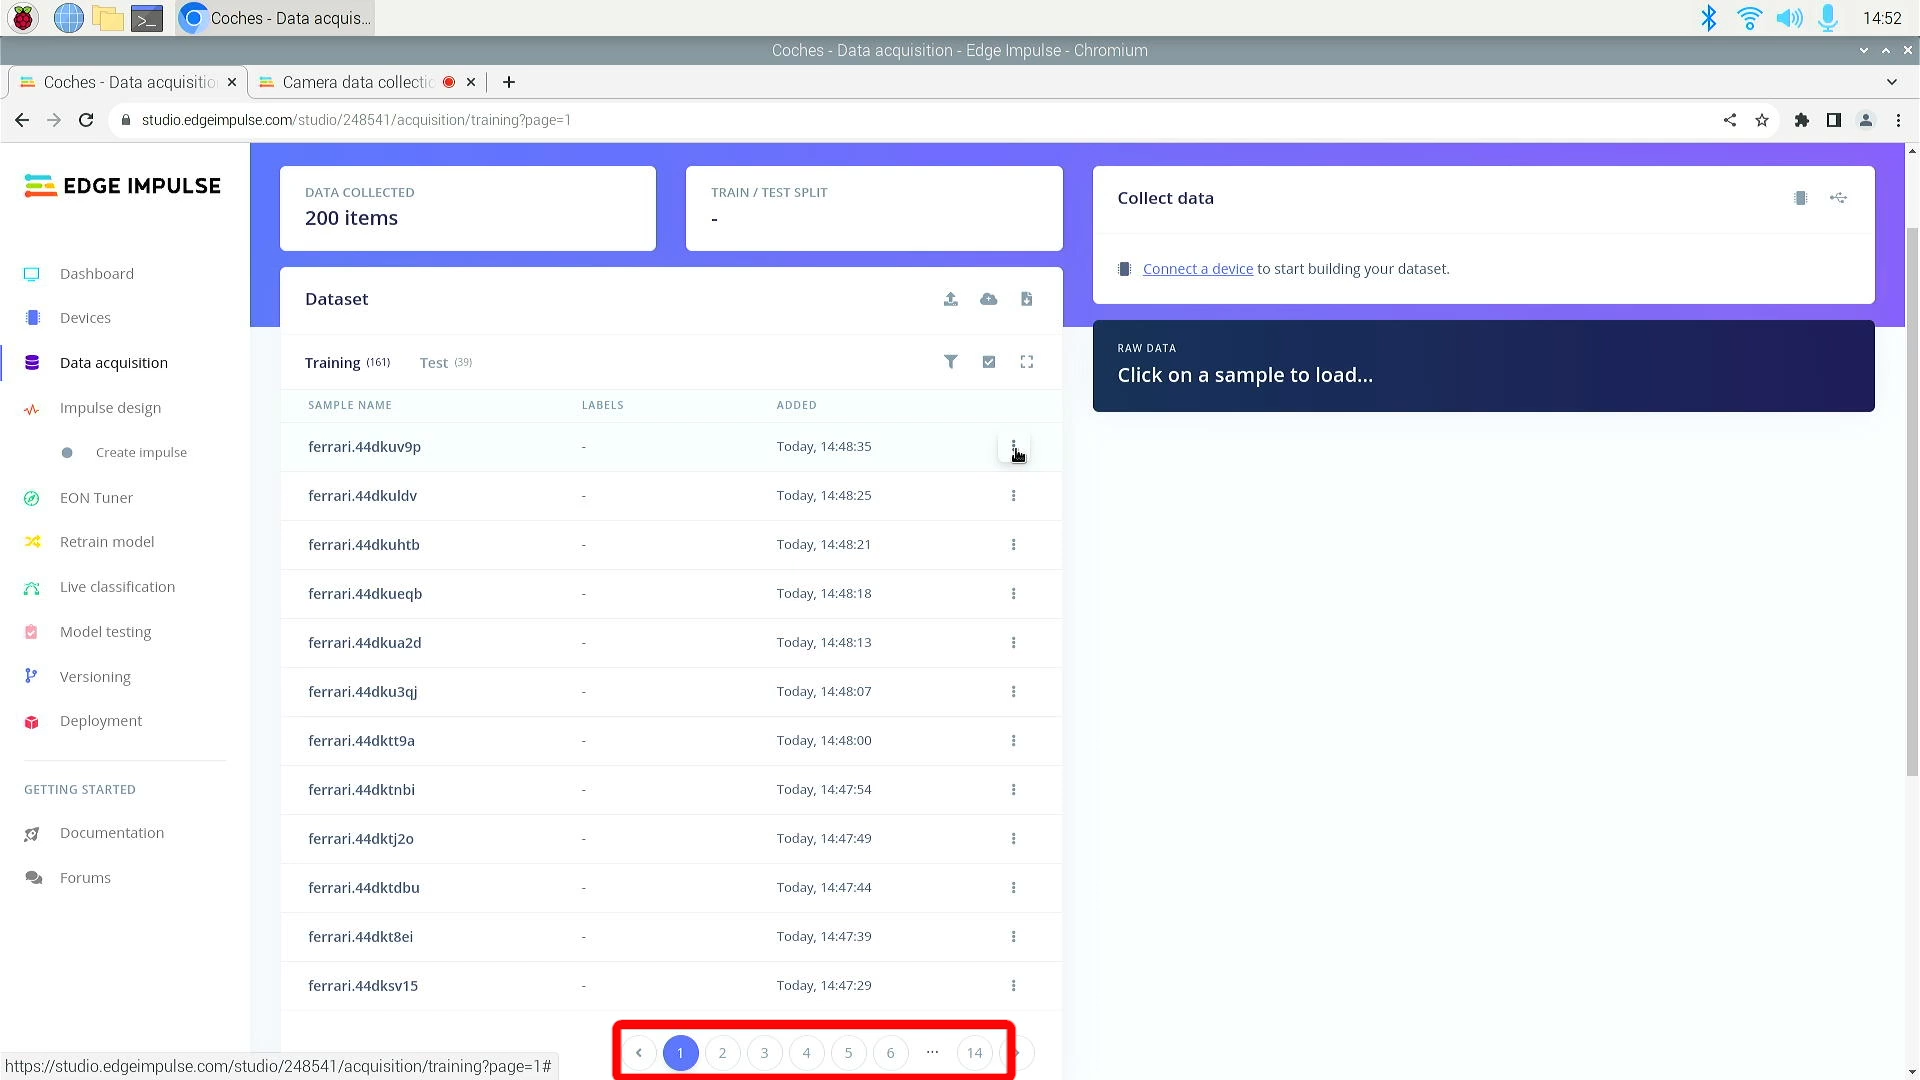 Coches - Data acquis...
14:52
Coches - Data acquisition - Edge Impulse - Chromium
Coches - Data acquisitio
Camera data collectic
studio.edgeimpulse.com/studio/248541/acquisition/training?page=1
EDGE IMPULSE
Dashboard
Devices
Data acquisition
Impulse design
Create impulse
EON Tuner
Retrain model
Live classification
Model testing
Versioning
Deployment
GETTING STARTED
Documentation
Forums
DATA COLLECTED
200 items
TRAIN / TEST SPLIT
-
Dataset
Training (161) Test (39)
SAMPLE NAME LABELS ADDED
ferrari.44dkuv9p - Today, 14:48:35
ferrari.44dkuldv - Today, 14:48:25
ferrari.44dkuhtb - Today, 14:48:21
ferrari.44dkueqb - Today, 14:48:18
ferrari.44dkua2d - Today, 14:48:13
ferrari.44dku3qj - Today, 14:48:07
ferrari.44dktt9a - Today, 14:48:00
ferrari.44dktnbi - Today, 14:47:54
ferrari.44dktj2o - Today, 14:47:49
ferrari.44dktdbu - Today, 14:47:44
ferrari.44dkt8ei - Today, 14:47:39
ferrari.44dksv15 - Today, 14:47:29
1 2 3 4 5 6 ... 14
Collect data
Connect a device to start building your dataset.
RAW DATA
Click on a sample to load...
https://studio.edgeimpulse.com/studio/248541/acquisition/training?page=1#